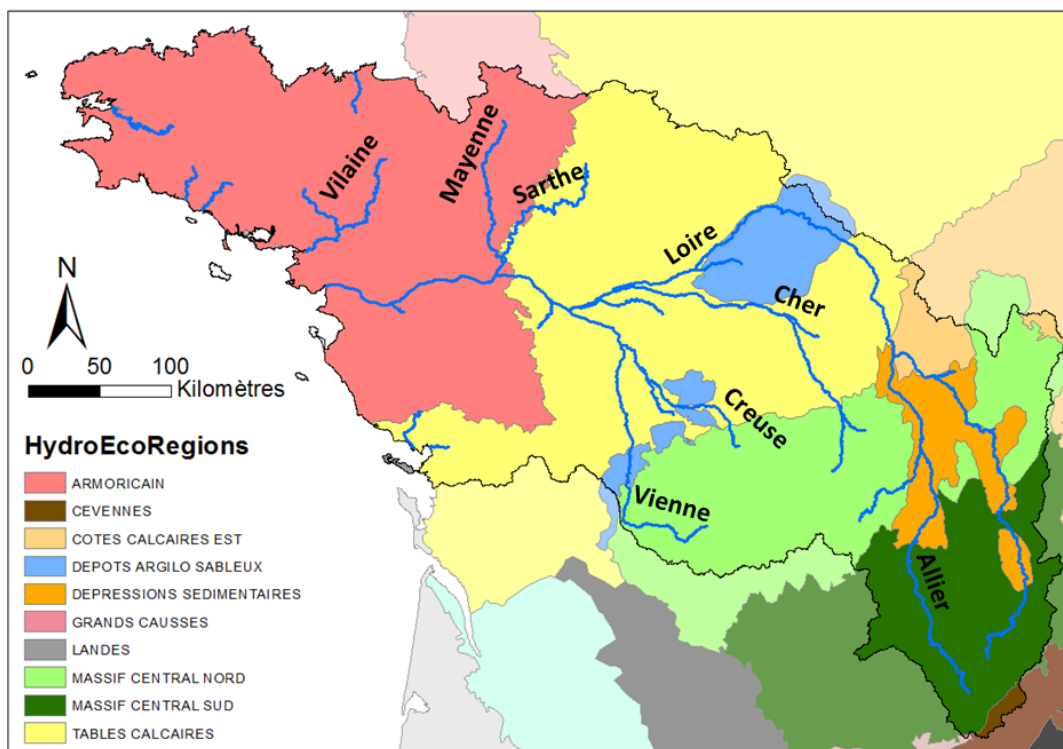 Vilaine
Mayenne
Sarthe
Loire
Cher
Creuse
Vienne
Allier
N
0 50 100
Kilomètres
HydroEcoRegions
ARMORICAIN
CEVENNES
COTES CALCAIRES EST
DEPOTS ARGILO SABLEUX
DEPRESSIONS SEDIMENTAIRES
GRANDS CAUSSES
LANDES
MASSIF CENTRAL NORD
MASSIF CENTRAL SUD
TABLES CALCAIRES